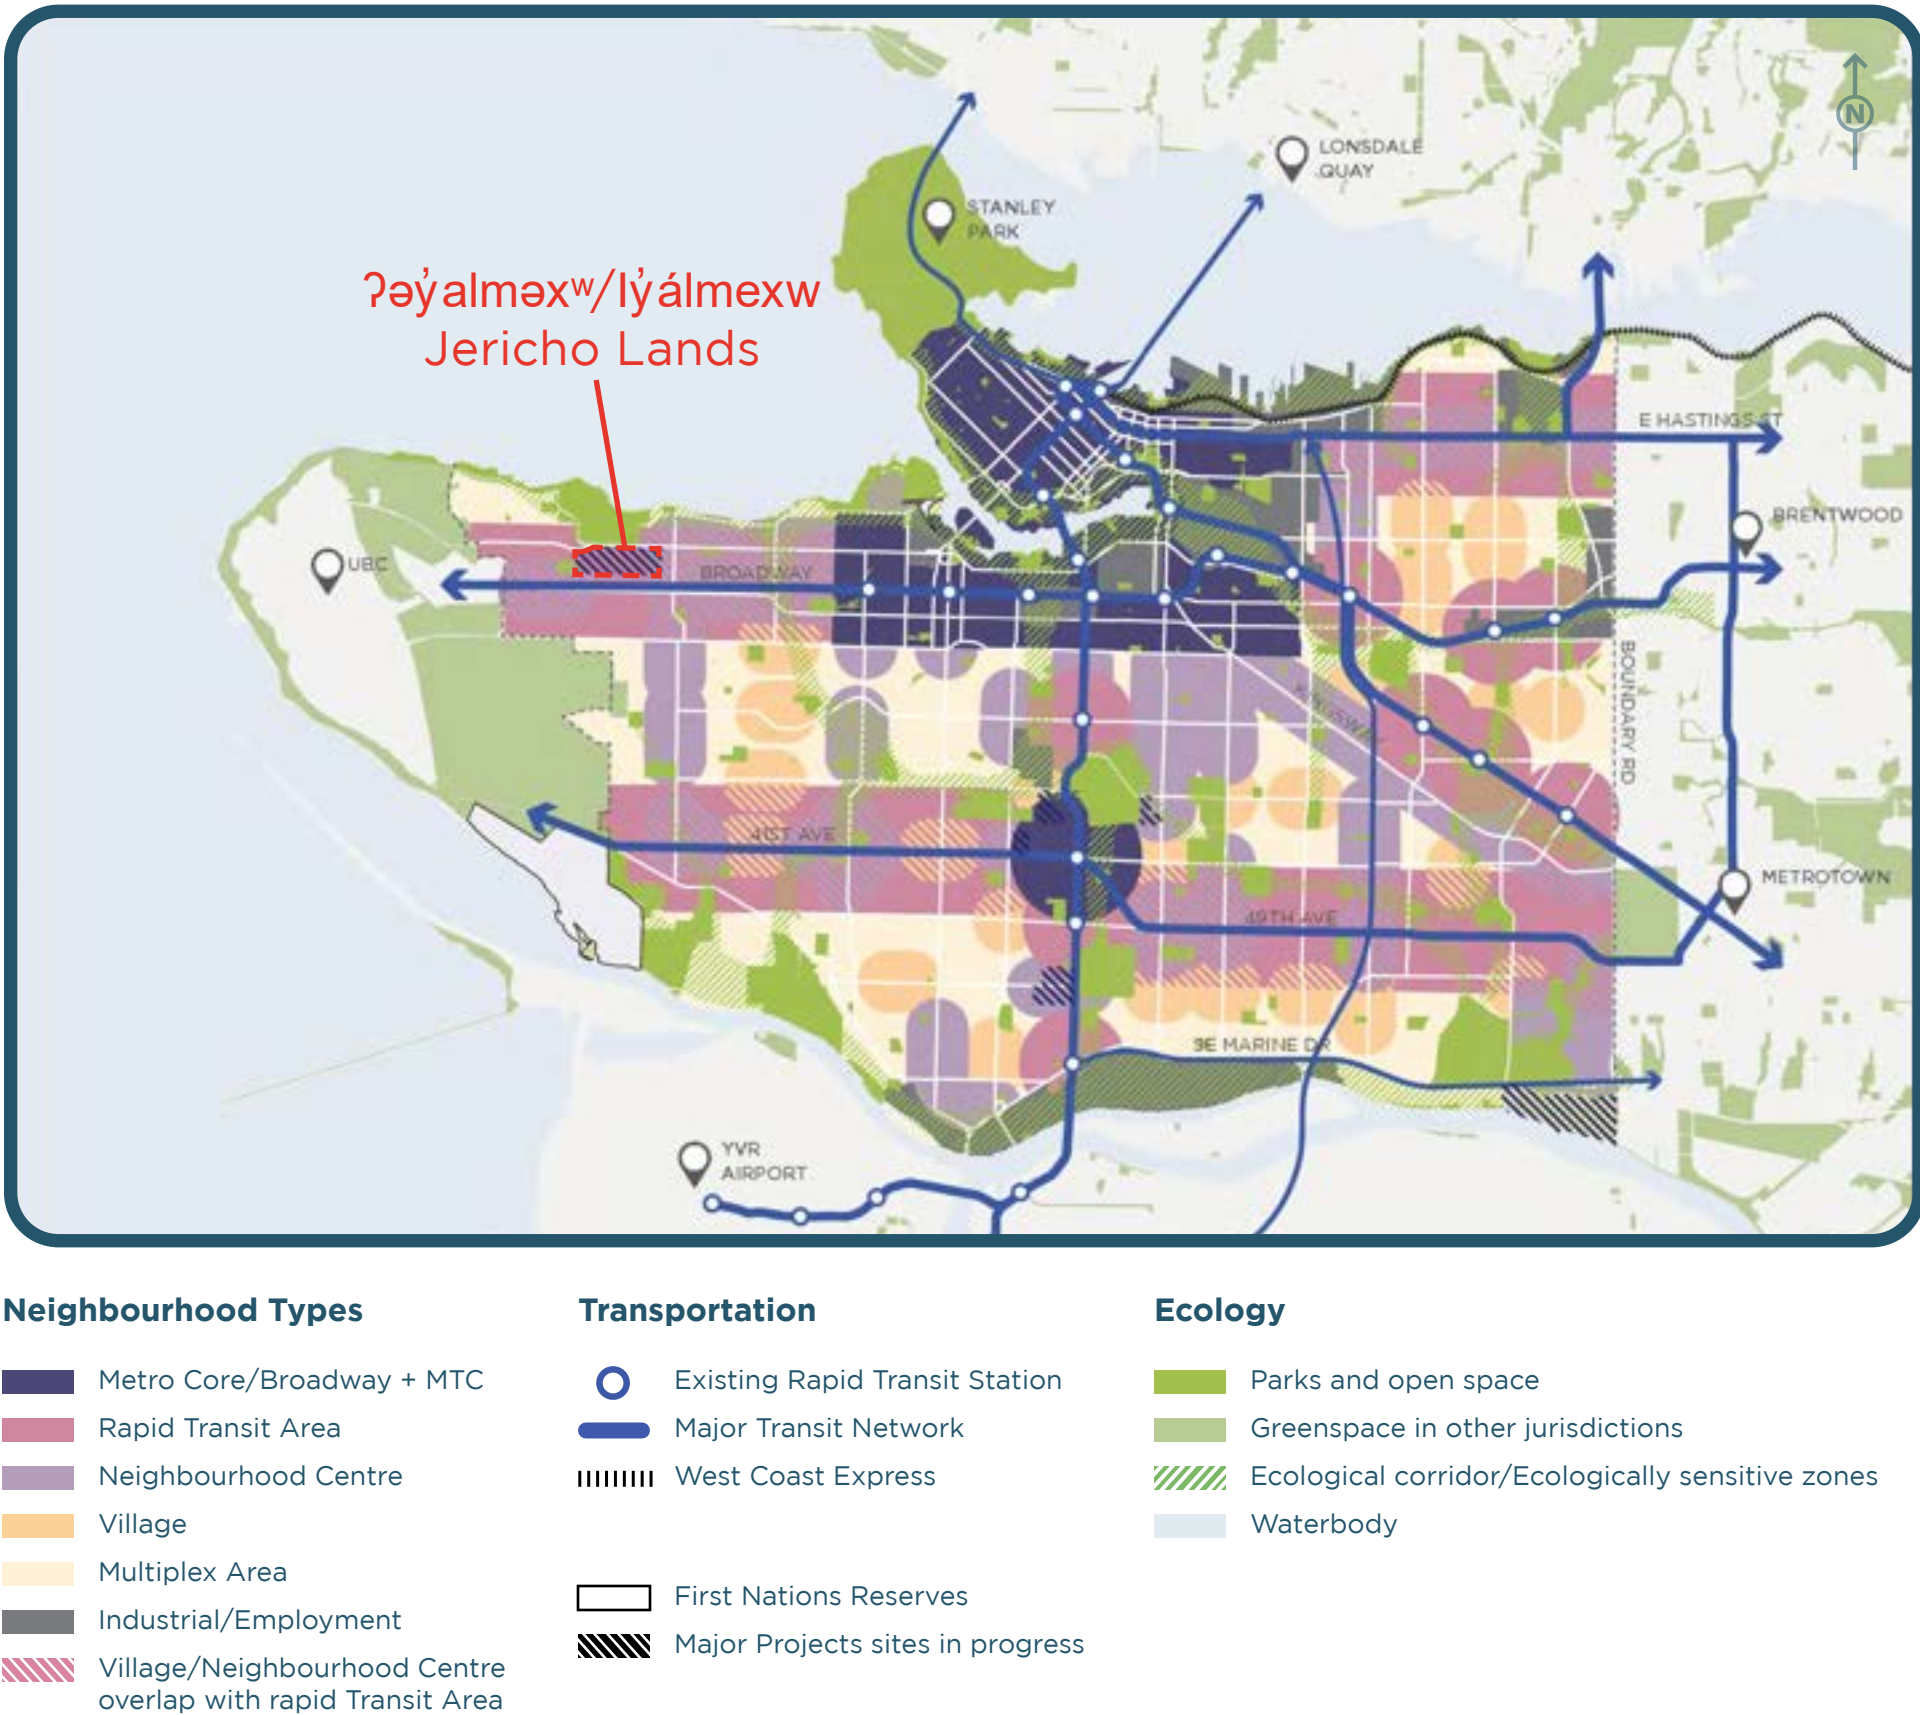 N
LONSDALE
QUAY
STANLEY
PARK
ʔəy̓alməxʷ/Iy̓álmexw
Jericho Lands
E HASTINGS ST
BRENTWOOD
UBC
BROADWAY
BOUNDARY RD
KINGSWAY
41ST AVE
METROTOWN
49TH AVE
SE MARINE DR
YVR
AIRPORT
Neighbourhood Types
Metro Core/Broadway + MTC
Rapid Transit Area
Neighbourhood Centre
Village
Multiplex Area
Industrial/Employment
Village/Neighbourhood Centre
overlap with rapid Transit Area
Transportation
Existing Rapid Transit Station
Major Transit Network
West Coast Express
First Nations Reserves
Major Projects sites in progress
Ecology
Parks and open space
Greenspace in other jurisdictions
Ecological corridor/Ecologically sensitive zones
Waterbody